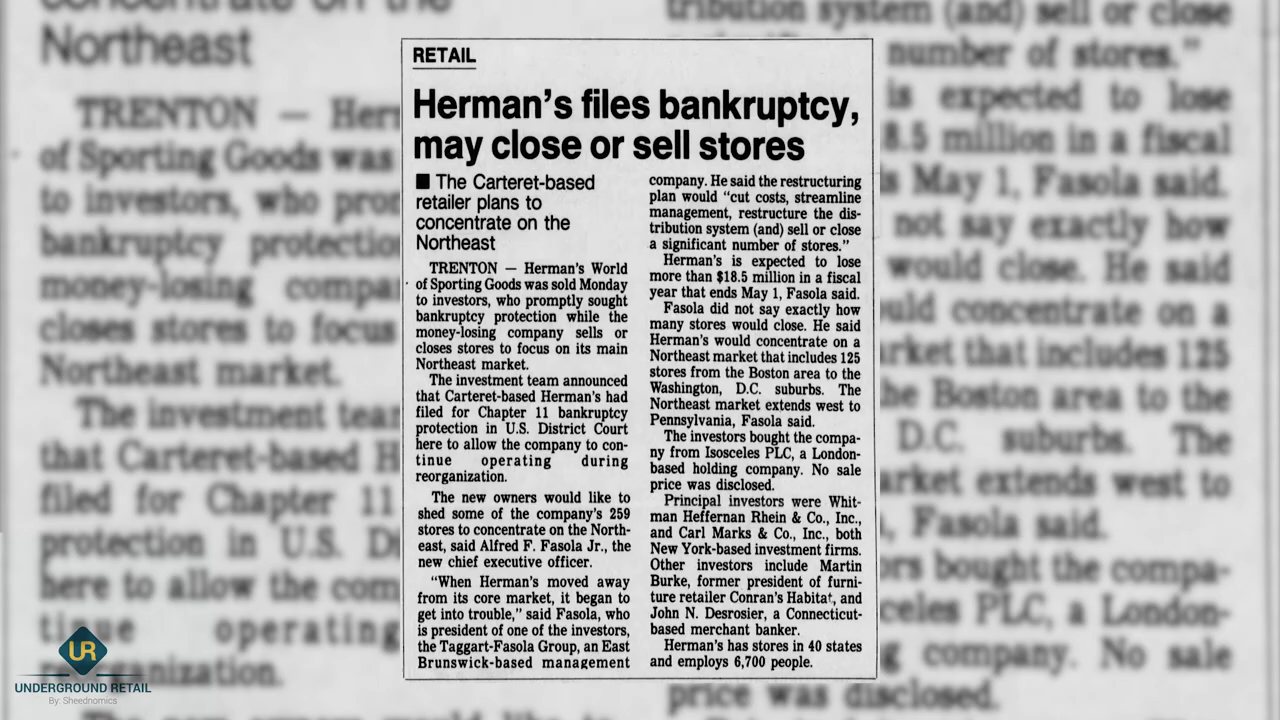 RETAIL
Herman's files bankruptcy,
may close or sell stores
■ The Carteret-based
retailer plans to
concentrate on the
Northeast
TRENTON — Herman's World
of Sporting Goods was sold Monday
to investors, who promptly sought
bankruptcy protection while the
money-losing company sells or
closes stores to focus on its main
Northeast market.
The investment team announced
that Carteret-based Herman's had
filed for Chapter 11 bankruptcy
protection in U.S. District Court
here to allow the company to con-
tinue operating during
reorganization.
The new owners would like to
shed some of the company's 259
stores to concentrate on the North-
east, said Alfred F. Fasola Jr., the
new chief executive officer.
"When Herman's moved away
from its core market, it began to
get into trouble," said Fasola, who
is president of one of the investors,
the Taggart-Fasola Group, an East
Brunswick-based management
company. He said the restructuring
plan would "cut costs, streamline
management, restructure the dis-
tribution system (and) sell or close
a significant number of stores."
Herman's is expected to lose
more than $18.5 million in a fiscal
year that ends May 1, Fasola said.
Fasola did not say exactly how
many stores would close. He said
Herman's would concentrate on a
Northeast market that includes 125
stores from the Boston area to the
Washington, D.C. suburbs. The
Northeast market extends west to
Pennsylvania, Fasola said.
The investors bought the compa-
ny from Isosceles PLC, a London-
based holding company. No sale
price was disclosed.
Principal investors were Whit-
man Heffernan Rhein & Co., Inc.,
and Carl Marks & Co., Inc., both
New York-based investment firms.
Other investors include Martin
Burke, former president of furni-
ture retailer Conran's Habitat, and
John N. Desrosier, a Connecticut-
based merchant banker.
Herman's has stores in 40 states
and employs 6,700 people.
UR
UNDERGROUND RETAIL
By: Sheednomics